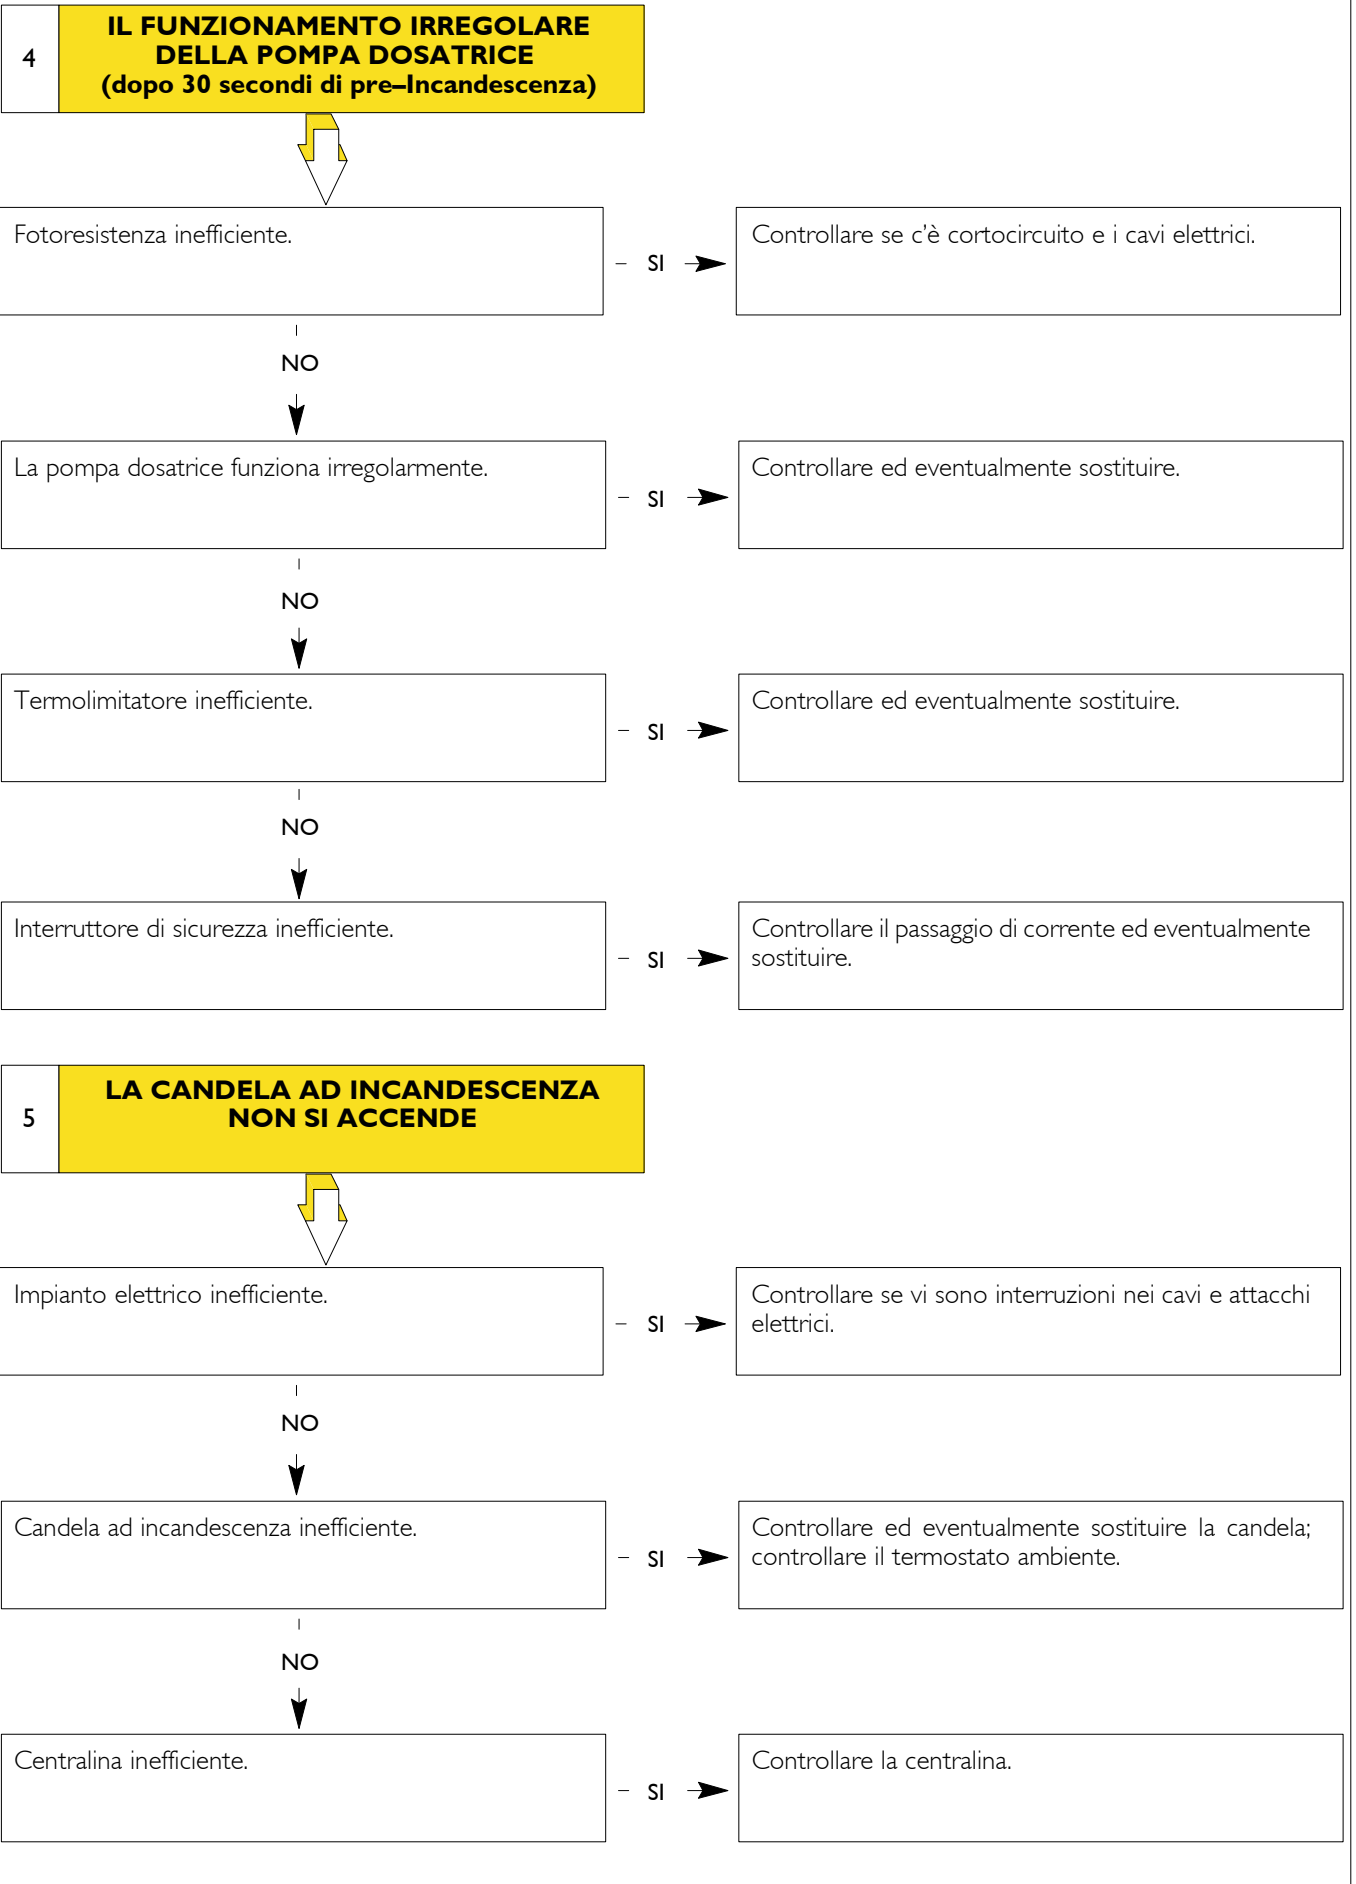 4
IL FUNZIONAMENTO IRREGOLARE
DELLA POMPA DOSATRICE
(dopo 30 secondi di pre–Incandescenza)
Fotoresistenza inefficiente.
SI
Controllare se c'è cortocircuito e i cavi elettrici.
NO
La pompa dosatrice funziona irregolarmente.
SI
Controllare ed eventualmente sostituire.
NO
Termolimitatore inefficiente.
SI
Controllare ed eventualmente sostituire.
NO
Interruttore di sicurezza inefficiente.
SI
Controllare il passaggio di corrente ed eventualmente
sostituire.
5
LA CANDELA AD INCANDESCENZA
NON SI ACCENDE
Impianto elettrico inefficiente.
SI
Controllare se vi sono interruzioni nei cavi e attacchi
elettrici.
NO
Candela ad incandescenza inefficiente.
SI
Controllare ed eventualmente sostituire la candela;
controllare il termostato ambiente.
NO
Centralina inefficiente.
SI
Controllare la centralina.